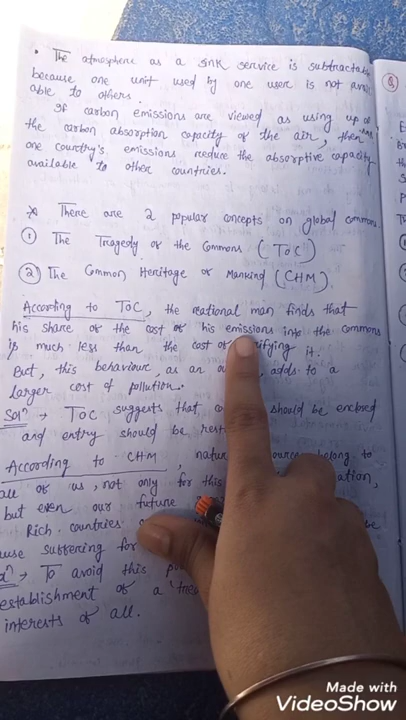 • The atmosphere as a sink service is subtractable
because one unit used by one user is not avail
able to others.
If carbon emissions are viewed as using up of
the carbon absorption capacity of the air, then
one country's emissions reduce the absorptive capacity
available to other countries.
* There are 2 popular concepts on global commons
① The Tragedy of the Commons (ToC)
② The Common Heritage of Mankind (CHM)
According to ToC, the rational man finds that
his share of the cost of his emissions into the commons
is much less than the cost of
it.
But, this behaviour, as an
adds to a
larger cost of pollution.
Solⁿ → ToC suggests that
should be enclosed
and entry should be
According to CHM,
belong to
all of us, not only for this
but even our future
Rich countries
suffering for
→ To avoid this
establishment of a
interests of all.
Made with
VideoShow